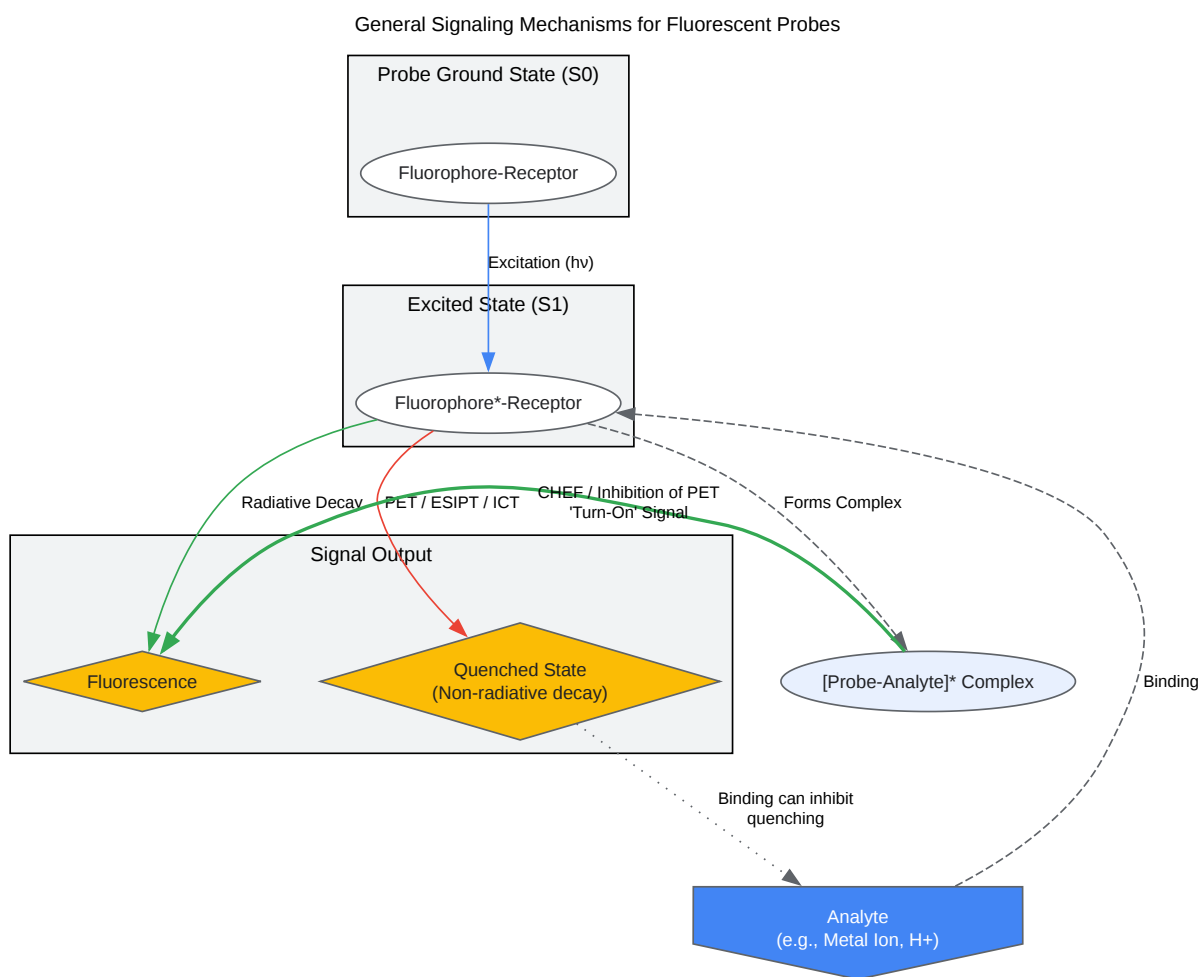 General Signaling Mechanisms for Fluorescent Probes
Probe Ground State (S0)
Fluorophore-Receptor
Excitation (hν)
Excited State (S1)
Fluorophore*-Receptor
Radiative Decay
PET / ESIPT / ICT
CHEF / Inhibition of PET
'Turn-On' Signal
Forms Complex
Signal Output
Fluorescence
Quenched State
(Non-radiative decay)
[Probe-Analyte]* Complex
Binding
Binding can inhibit
quenching
Analyte
(e.g., Metal Ion, H+)